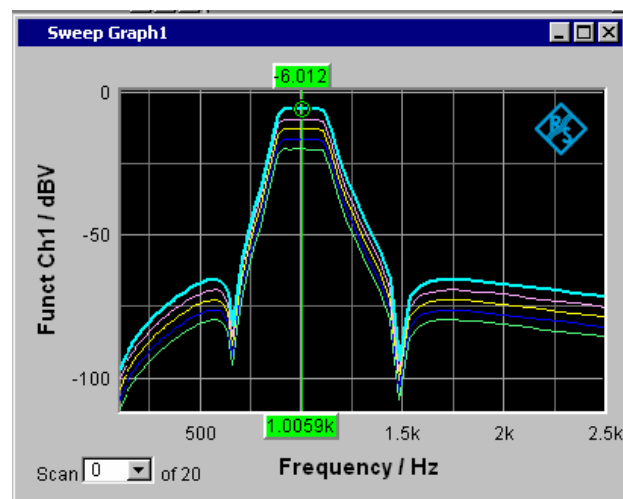 Sweep Graph1
-6.012
0
-50
-100
Funct Ch1 / dBV
R S
500
1.0059k
1.5k
2k
2.5k
Scan 0 of 20
Frequency / Hz